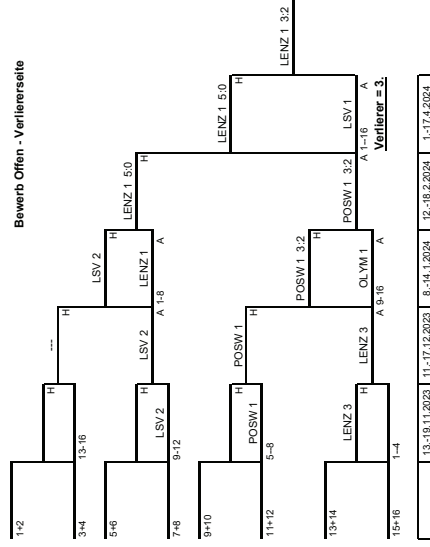 Bewerb Offen - Verliererseite
1+2
3+4
5+6
7+8
9+10
11+12
13+14
15+16
H
13-16
H
LSV 2
9-12
H
POSW 1
5–8
H
LENZ 3
1–4
---
H
LSV 2
A 1-8
POSW 1
H
LENZ 3
A 9-16
LSV 2
H
LENZ 1
A
POSW 1 3:2
H
OLYM 1
A
LENZ 1 5:0
H
POSW 1 3:2
A 1–16
LENZ 1 5:0
H
LSV 1
A
Verlierer = 3.
LENZ 1 3:2
13.-19.11.2023
11.-17.12.2023
8.-14.1.2024
12.-18.2.2024
1.-17.4.2024